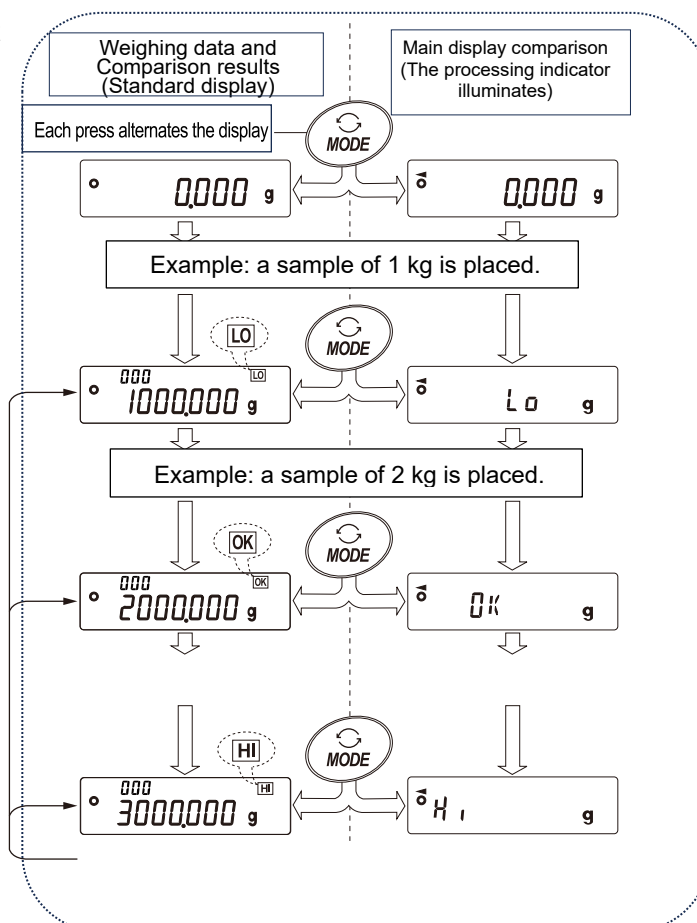 Weighing data and
Comparison results
(Standard display)
Main display comparison
(The processing indicator
illuminates)
Each press alternates the display
MODE
0.000 g
0.000 g
Example: a sample of 1 kg is placed.
LO
MODE
000
LO
1000.000 g
Lo g
Example: a sample of 2 kg is placed.
OK
MODE
000
OK
2000.000 g
OK g
HI
MODE
000
HI
3000.000 g
Hi g